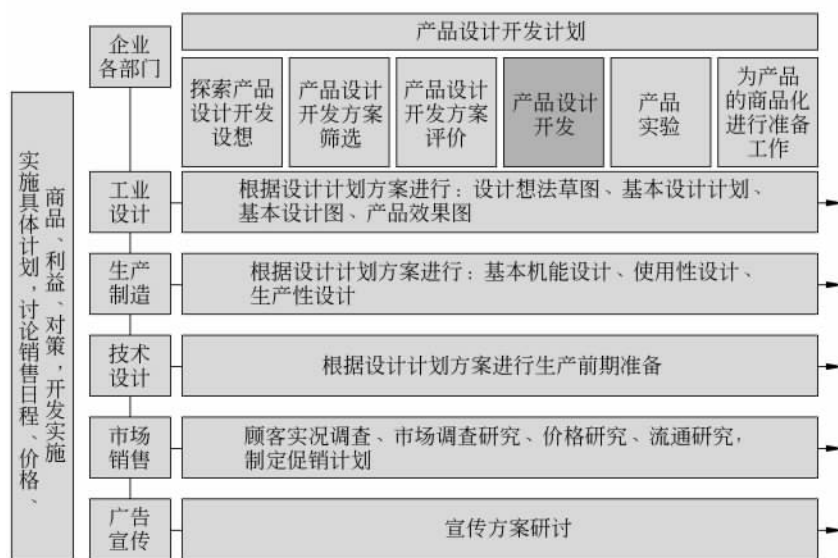 企业
各部门
产品设计开发计划
探索产品
设计开发
设想
产品设计
开发方案
筛选
产品设计
开发方案
评价
产品设计
开发
产品
实验
为产品
的商品化
进行准备
工作
商品、利益、对策,开发实施
实施具体计划,讨论销售日程、价格、
工业
设计
根据设计计划方案进行:设计想法草图、基本设计计划、
基本设计图、产品效果图
生产
制造
根据设计计划方案进行:基本机能设计、使用性设计、
生产性设计
技术
设计
根据设计计划方案进行生产前期准备
市场
销售
顾客实况调查、市场调查研究、价格研究、流通研究,
制定促销计划
广告
宣传
宣传方案研讨